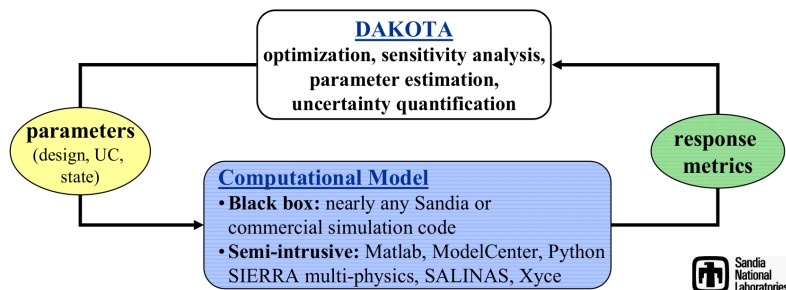 DAKOTA
optimization, sensitivity analysis,
parameter estimation,
uncertainty quantification
parameters
(design, UC,
state)
response
metrics
Computational Model
• Black box: nearly any Sandia or
commercial simulation code
• Semi-intrusive: Matlab, ModelCenter, Python
SIERRA multi-physics, SALINAS, Xyce
Sandia
National
Laboratories